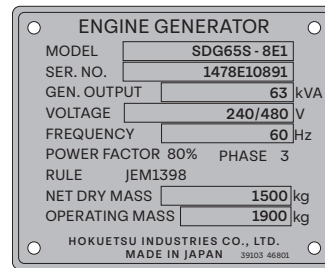 ENGINE GENERATOR
MODEL SDG65S-8E1
SER. NO. 1478E10891
GEN. OUTPUT 63 kVA
VOLTAGE 240/480 V
FREQUENCY 60 Hz
POWER FACTOR 80% PHASE 3
RULE JEM1398
NET DRY MASS 1500 kg
OPERATING MASS 1900 kg
HOKUETSU INDUSTRIES CO., LTD.
MADE IN JAPAN 39103 46801